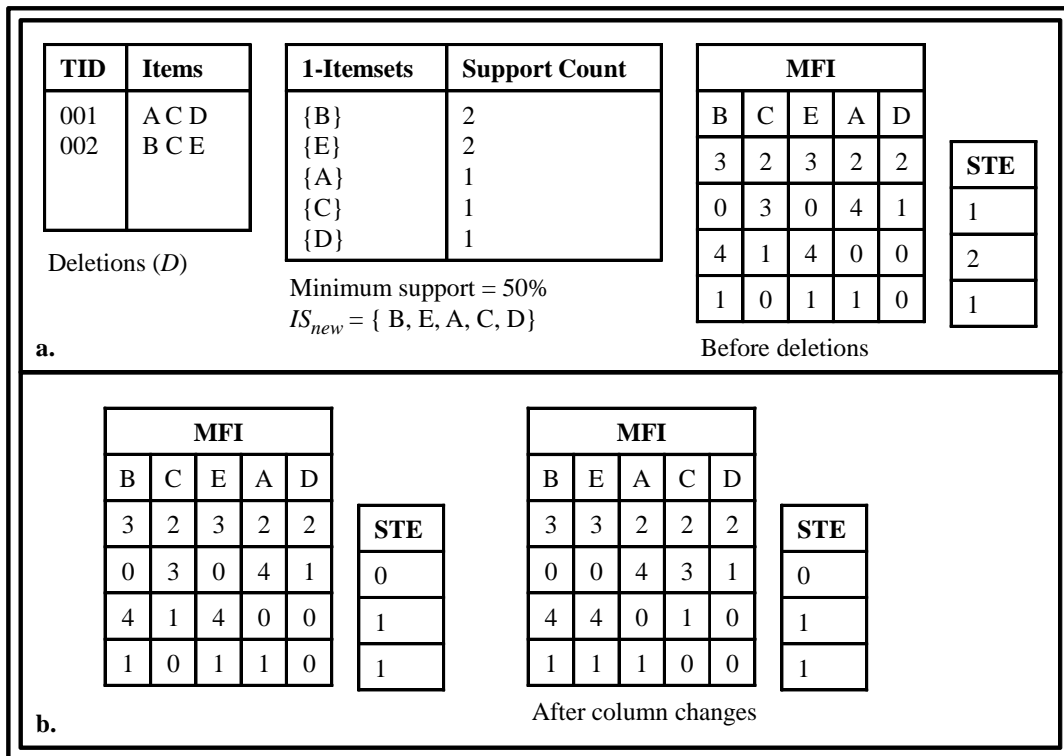 TID Items
001 A C D
002 B C E
Deletions (D)
1-Itemsets Support Count
{B} 2
{E} 2
{A} 1
{C} 1
{D} 1
Minimum support = 50%
ISnew = { B, E, A, C, D}
MFI
B C E A D
3 2 3 2 2
0 3 0 4 1
4 1 4 0 0
1 0 1 1 0
STE
1
2
1
Before deletions
a.
MFI
B C E A D
3 2 3 2 2
0 3 0 4 1
4 1 4 0 0
1 0 1 1 0
STE
0
1
1
MFI
B E A C D
3 3 2 2 2
0 0 4 3 1
4 4 0 1 0
1 1 1 0 0
STE
0
1
1
After column changes
b.